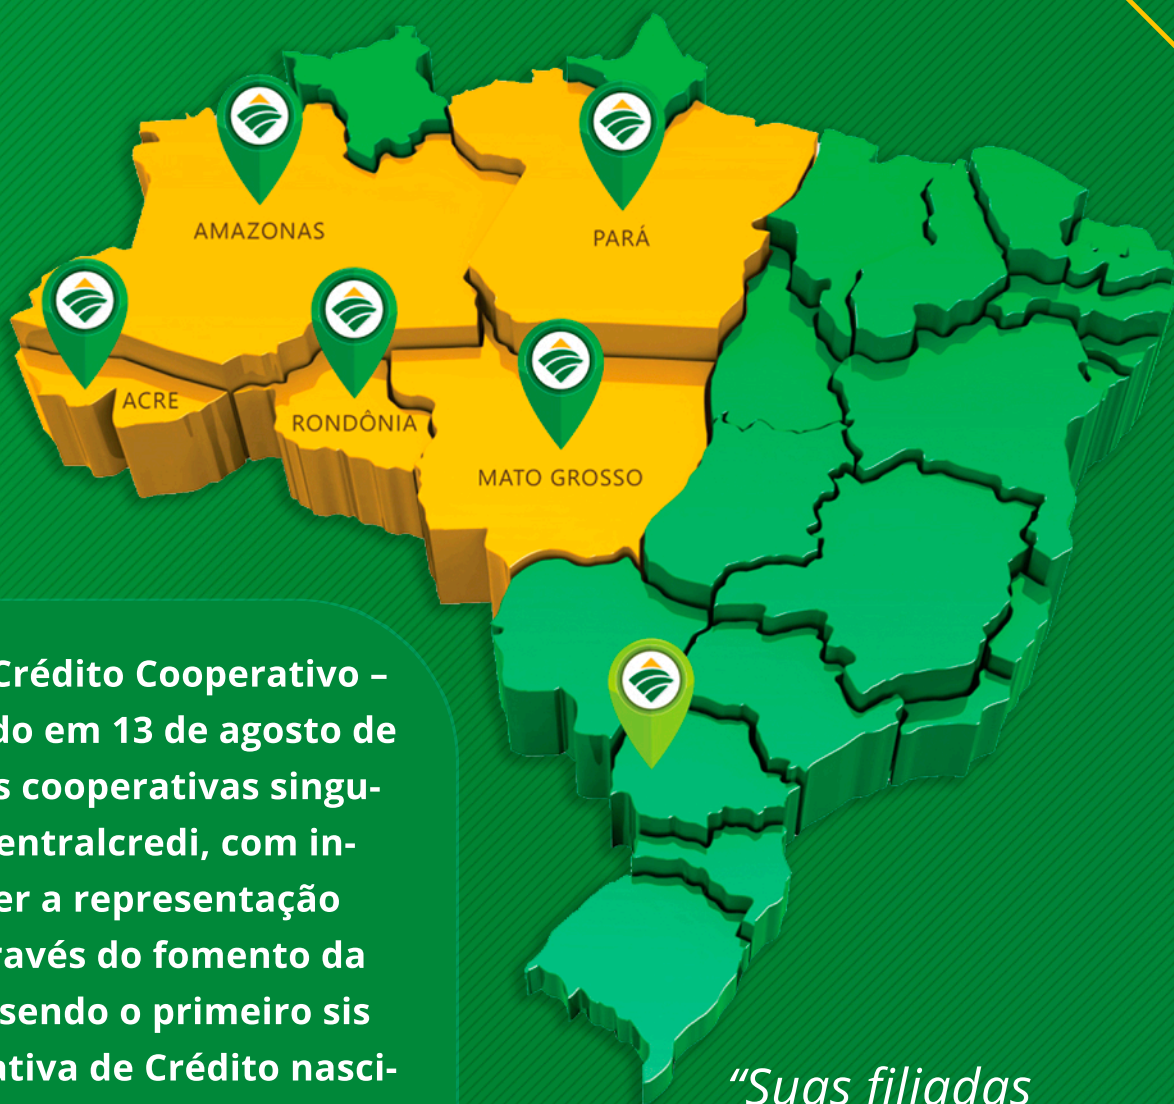 AMAZONAS
PARÁ
ACRE
RONDÔNIA
MATO GROSSO
Crédito Cooperativo –
do em 13 de agosto de
s cooperativas singu-
entralcredi, com in-
er a representação
ravés do fomento da
sendo o primeiro sis
ativa de Crédito nasci-
“Suas filiadas